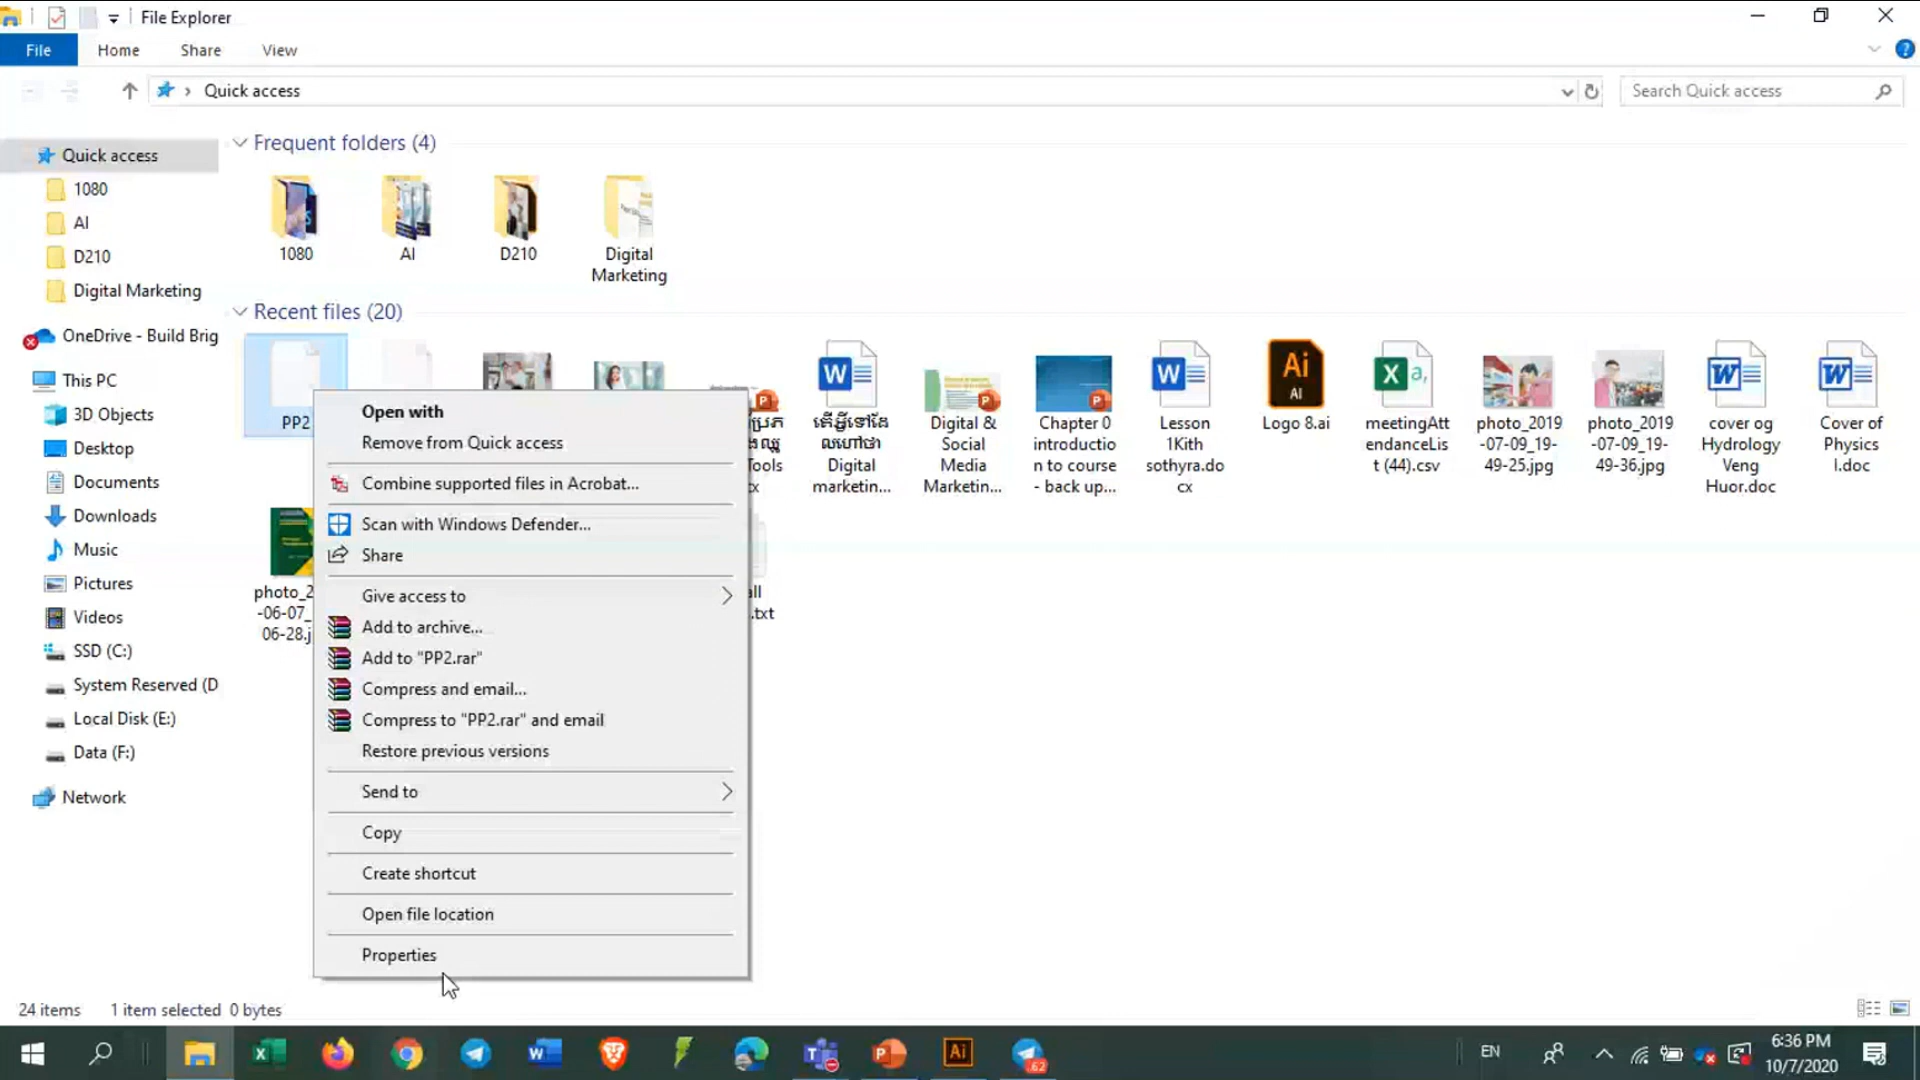 File Explorer
File Home Share View
Quick access
Search Quick access
Quick access
1080
AI
D210
Digital Marketing
OneDrive - Build Brig
This PC
3D Objects
Desktop
Documents
Downloads
Music
Pictures
Videos
SSD (C:)
System Reserved (D
Local Disk (E:)
Data (F:)
Network
Frequent folders (4)
1080
AI
D210
Digital
Marketing
Recent files (20)
PP2
Open with
Remove from Quick access
Combine supported files in Acrobat...
Scan with Windows Defender...
Share
Give access to
Add to archive...
Add to "PP2.rar"
Compress and email...
Compress to "PP2.rar" and email
Restore previous versions
Send to
Copy
Create shortcut
Open file location
Properties
Digital
marketin...
Digital &
Social
Media
Marketin...
Chapter 0
introductio
n to course
- back up...
Lesson
1Kith
sothyra.do
cx
Logo 8.ai
meetingAtt
endanceLis
t (44).csv
photo_2019
-07-09_19-
49-25.jpg
photo_2019
-07-09_19-
49-36.jpg
cover og
Hydrology
Veng
Huor.doc
Cover of
Physics
I.doc
photo_2
-06-07_
06-28.j
.txt
24 items 1 item selected 0 bytes
EN
6:36 PM
10/7/2020
62